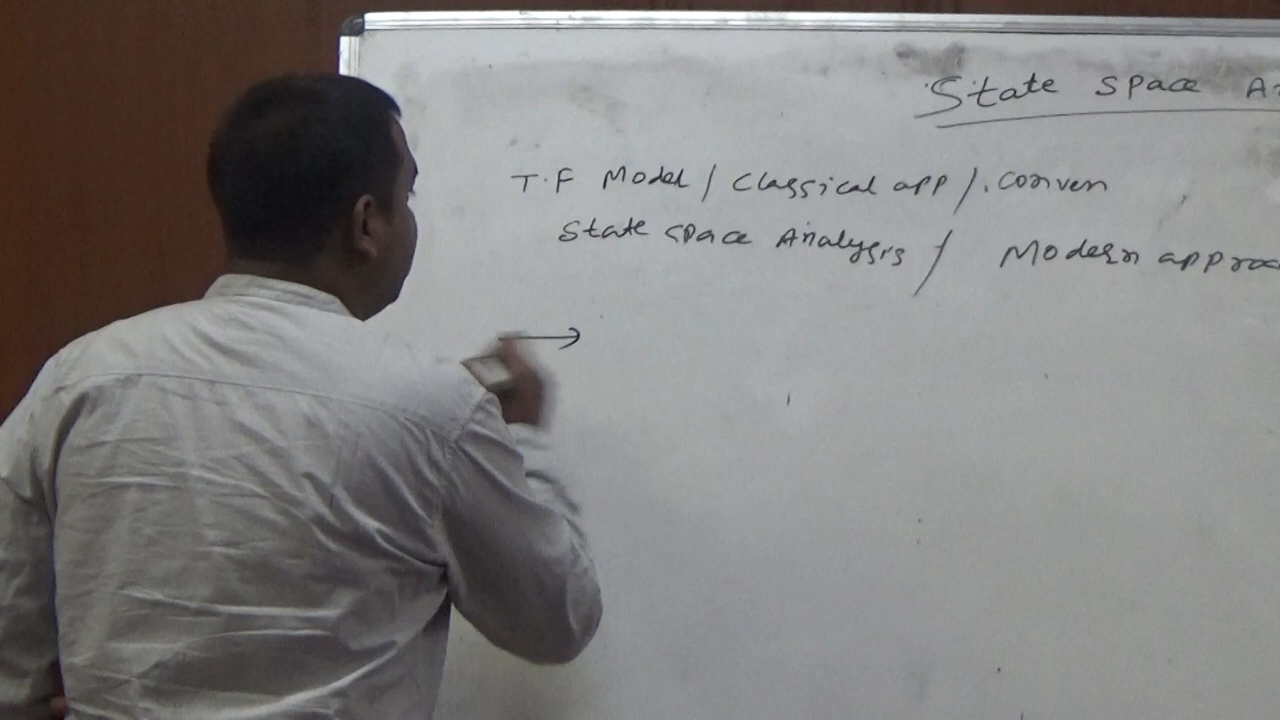 State Space A
T.F Model / Classical app / . conven
State space Analysis / Modern approa
→